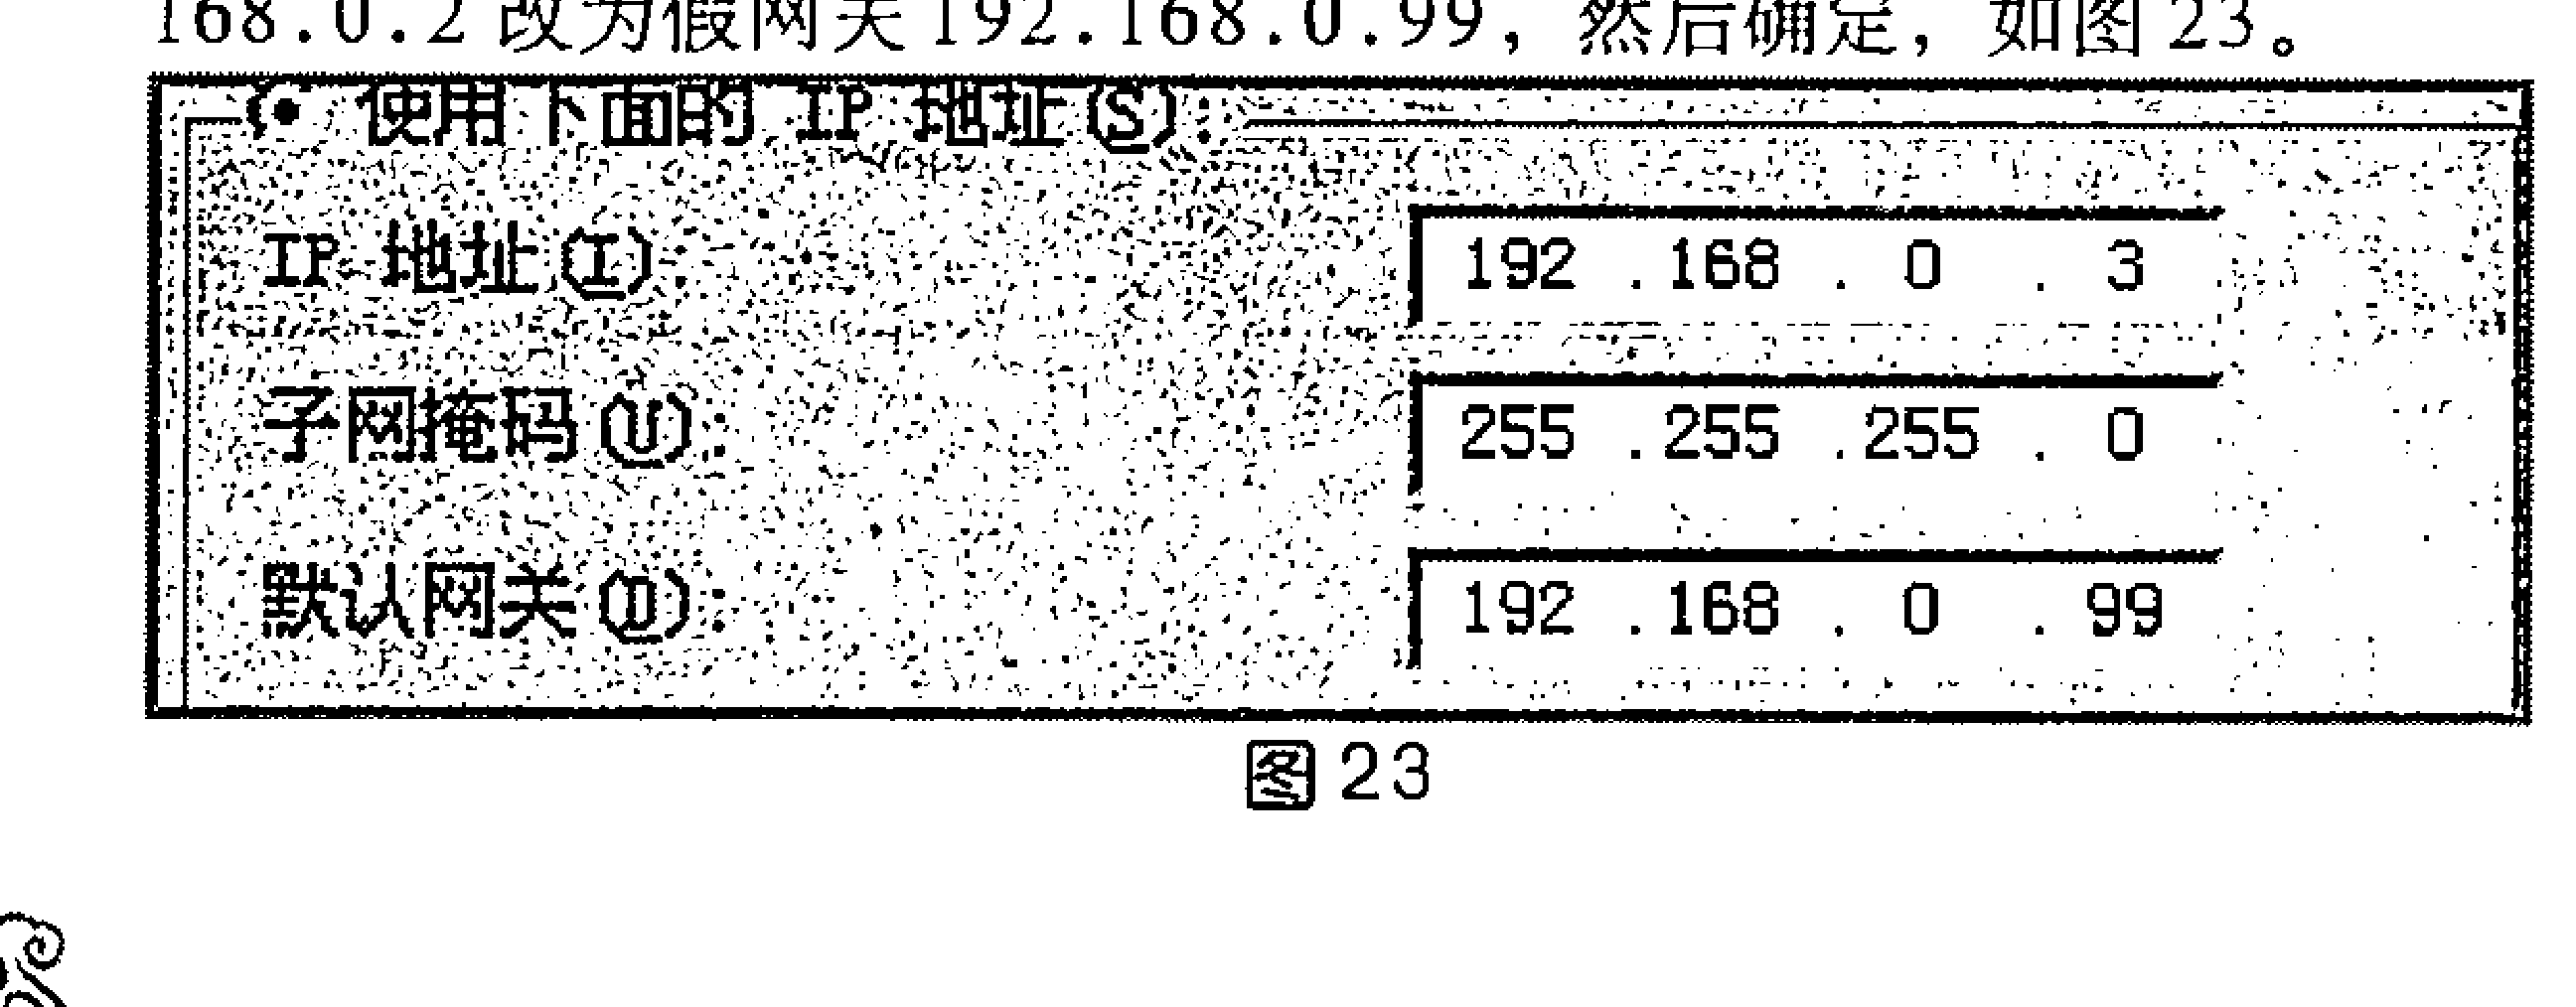 168.0.2 改为假网关 192.168.0.99，然后确定，如图 23。
使用下面的 IP 地址(S):
IP 地址(I): 192 .168 . 0 . 3
子网掩码(U): 255 .255 .255 . 0
默认网关(D): 192 .168 . 0 . 99
图 23